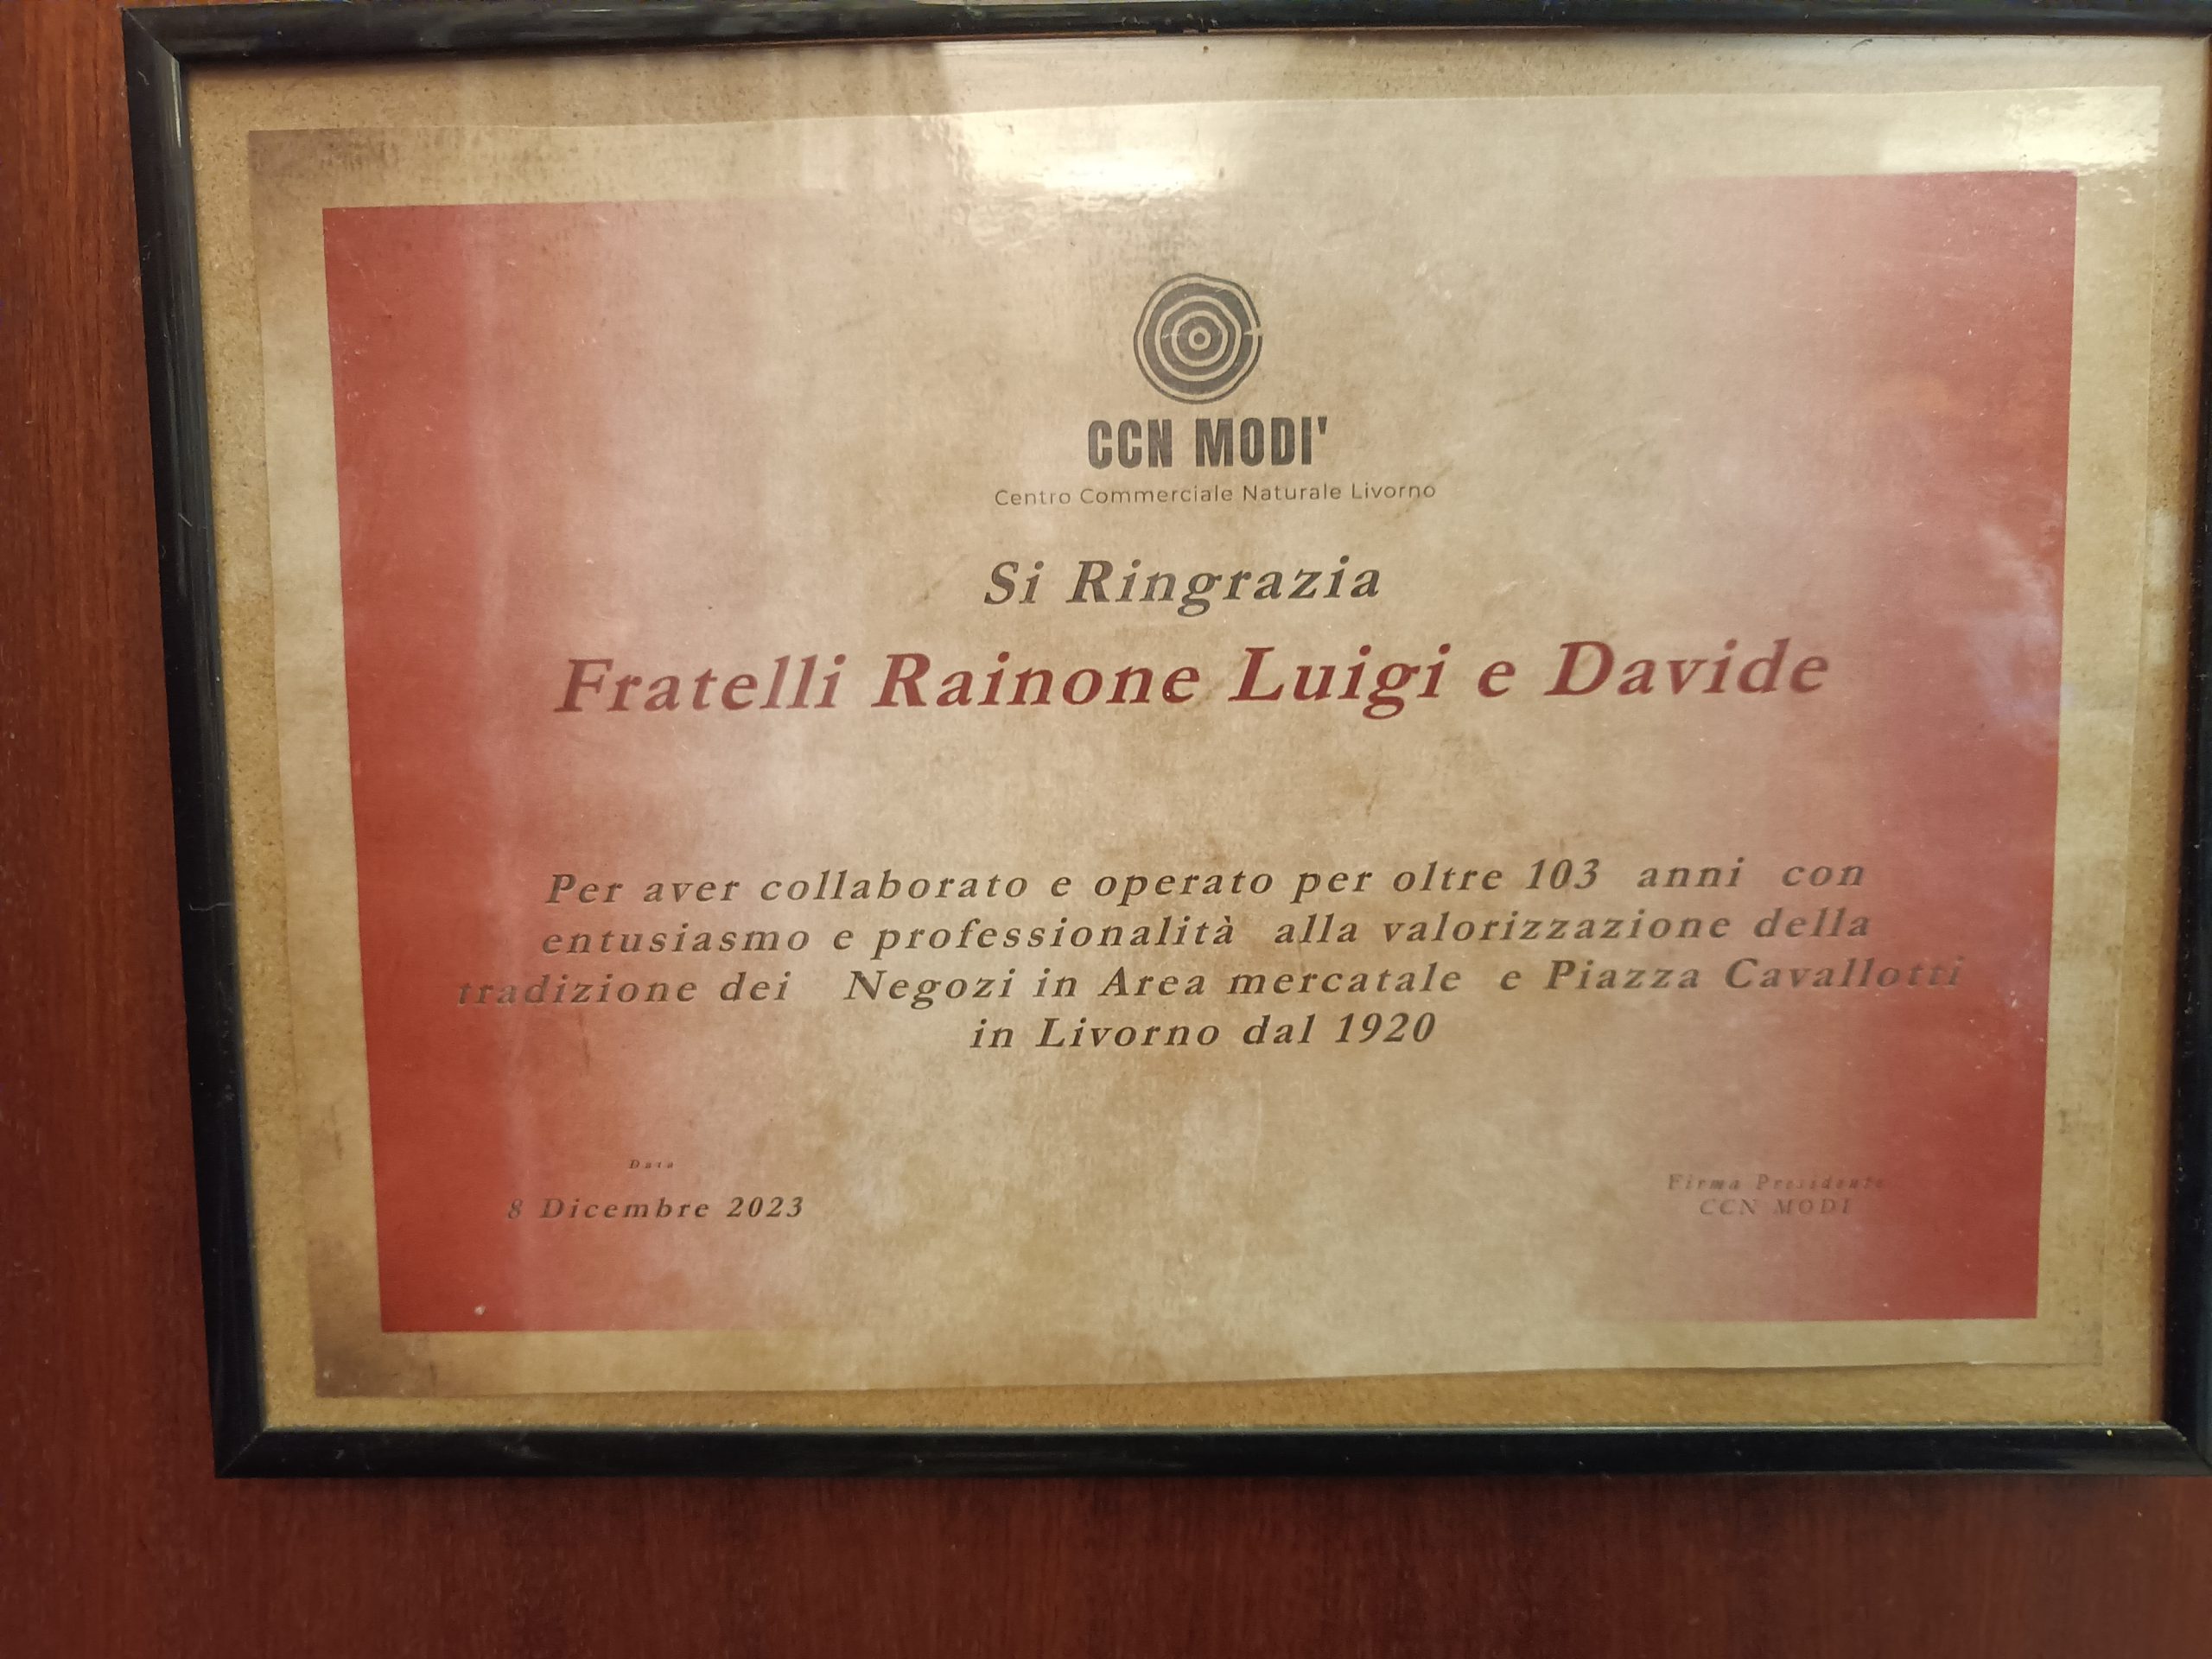 CCN MODI'
Centro Commerciale Naturale Livorno
Si Ringrazia
Fratelli Rainone Luigi e Davide
Per aver collaborato e operato per oltre 103 anni con
entusiasmo e professionalità alla valorizzazione della
tradizione dei Negozi in Area mercatale e Piazza Cavallotti
in Livorno dal 1920
Data
8 Dicembre 2023
Firma Presidente
CCN MODI